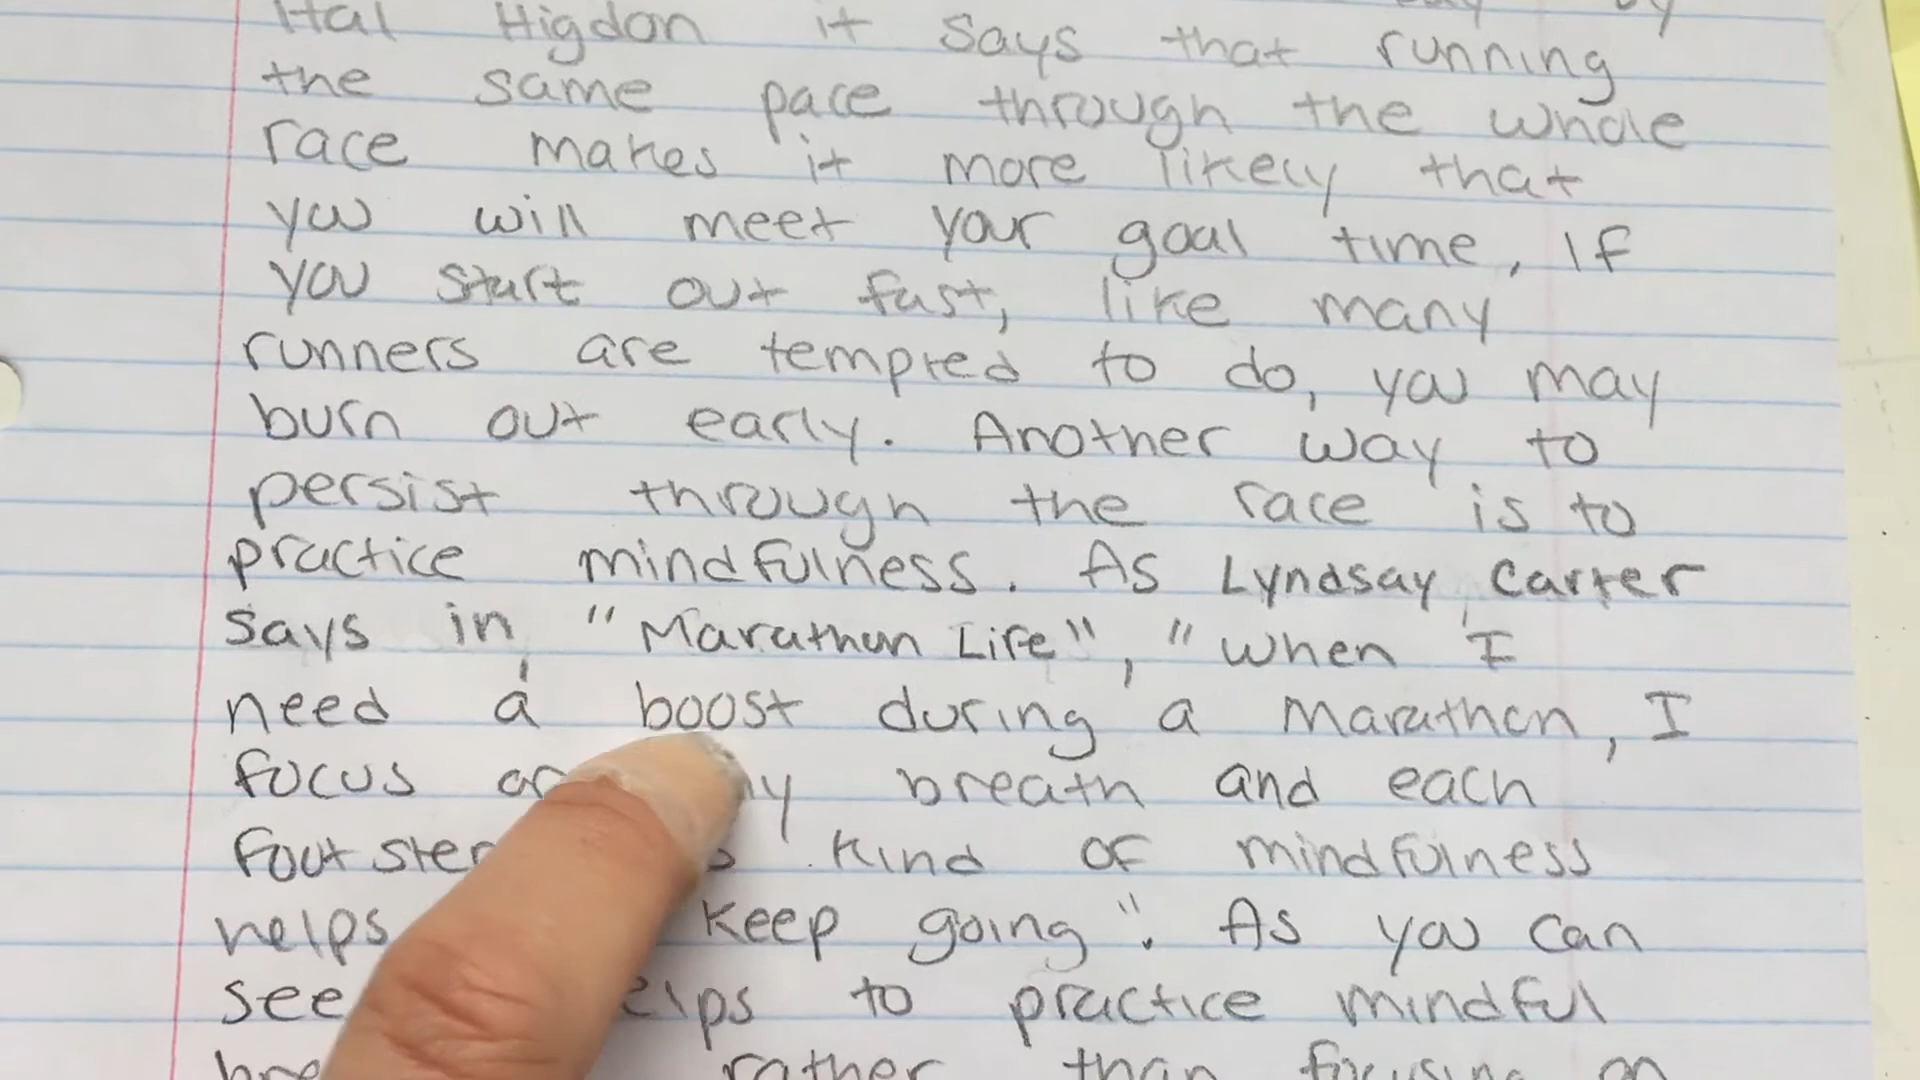 Hal Higdon it says that running
the same pace through the whole
race makes it more likely that
you will meet your goal time, If
you start out fast, like many
runners are tempted to do, you may
burn out early. Another way to
persist through the race is to
practice mindfulness. As Lyndsay Carter
says in, "Marathon Life", "When I
need a boost during a marathon, I
focus breath and each
kind of mindfulness
helps keep going". As you can
see to practice mindful
rather than focusing on